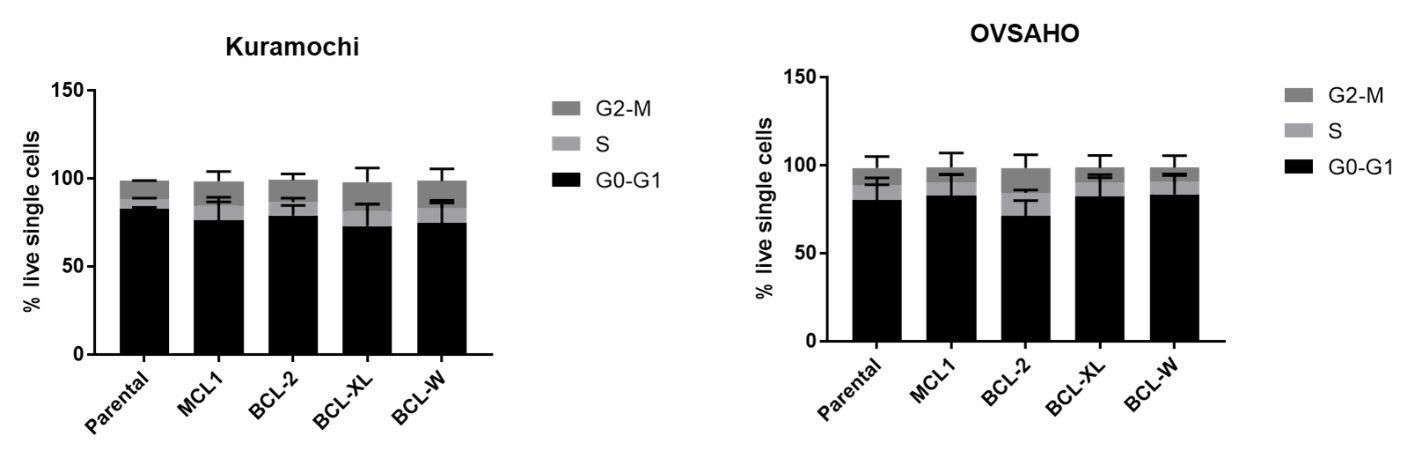 Kuramochi
% live single cells
150
100
50
0
Parental
MCL1
BCL-2
BCL-XL
BCL-W
G2-M
S
G0-G1
OVSAHO
% live single cells
150
100
50
0
Parental
MCL1
BCL-2
BCL-XL
BCL-W
G2-M
S
G0-G1